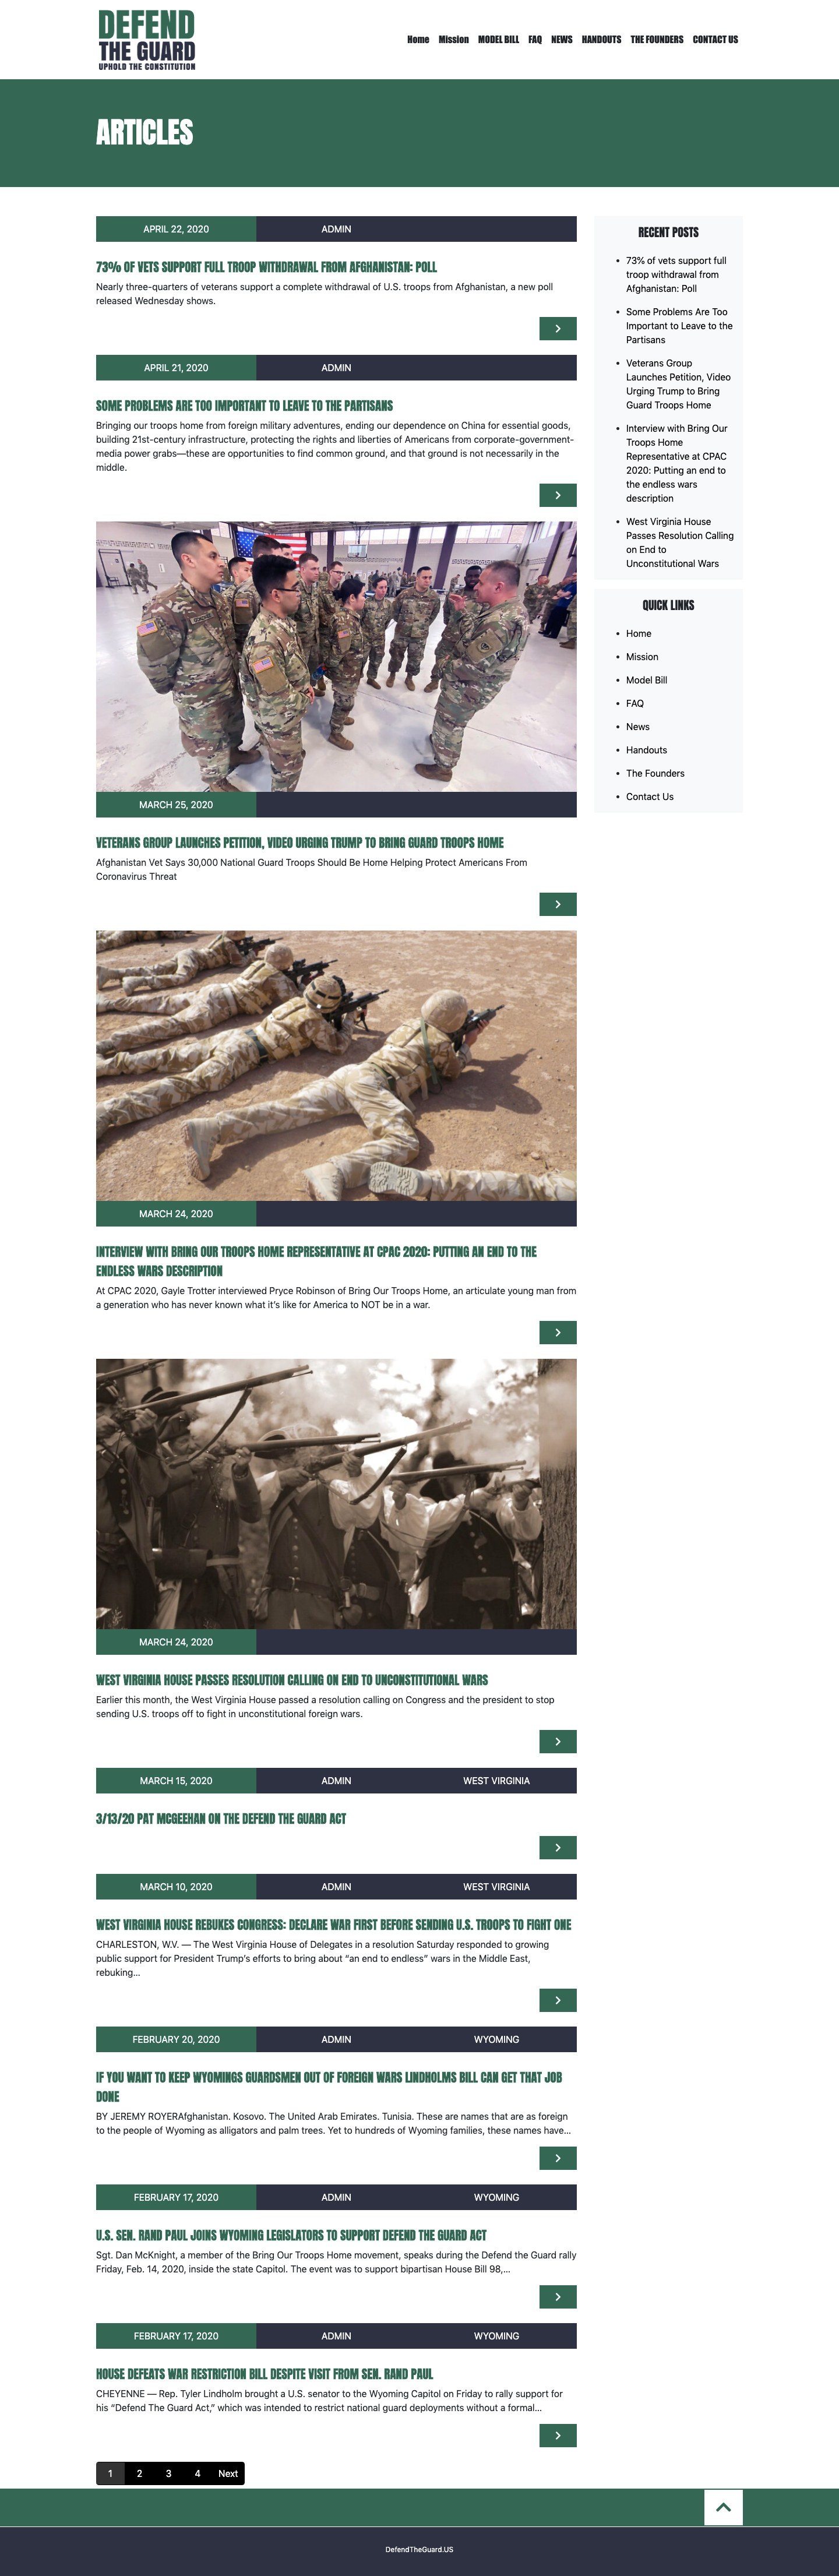 DEFEND
THE GUARD
UPHOLD THE CONSTITUTION
Home Mission MODEL BILL FAQ NEWS HANDOUTS THE FOUNDERS CONTACT US
ARTICLES
APRIL 22, 2020 ADMIN
73% OF VETS SUPPORT FULL TROOP WITHDRAWAL FROM AFGHANISTAN: POLL
Nearly three-quarters of veterans support a complete withdrawal of U.S. troops from Afghanistan, a new poll
released Wednesday shows.
APRIL 21, 2020 ADMIN
SOME PROBLEMS ARE TOO IMPORTANT TO LEAVE TO THE PARTISANS
Bringing our troops home from foreign military adventures, ending our dependence on China for essential goods,
building 21st-century infrastructure, protecting the rights and liberties of Americans from corporate-government-
media power grabs—these are opportunities to find common ground, and that ground is not necessarily in the
middle.
MARCH 25, 2020
VETERANS GROUP LAUNCHES PETITION, VIDEO URGING TRUMP TO BRING GUARD TROOPS HOME
Afghanistan Vet Says 30,000 National Guard Troops Should Be Home Helping Protect Americans From
Coronavirus Threat
MARCH 24, 2020
INTERVIEW WITH BRING OUR TROOPS HOME REPRESENTATIVE AT CPAC 2020: PUTTING AN END TO THE
ENDLESS WARS DESCRIPTION
At CPAC 2020, Gayle Trotter interviewed Pryce Robinson of Bring Our Troops Home, an articulate young man from
a generation who has never known what it's like for America to NOT be in a war.
MARCH 24, 2020
WEST VIRGINIA HOUSE PASSES RESOLUTION CALLING ON END TO UNCONSTITUTIONAL WARS
Earlier this month, the West Virginia House passed a resolution calling on Congress and the president to stop
sending U.S. troops off to fight in unconstitutional foreign wars.
MARCH 15, 2020 ADMIN WEST VIRGINIA
3/13/20 PAT MCGEEHAN ON THE DEFEND THE GUARD ACT
MARCH 10, 2020 ADMIN WEST VIRGINIA
WEST VIRGINIA HOUSE REBUKES CONGRESS: DECLARE WAR FIRST BEFORE SENDING U.S. TROOPS TO FIGHT ONE
CHARLESTON, W.V. — The West Virginia House of Delegates in a resolution Saturday responded to growing
public support for President Trump's efforts to bring about "an end to endless" wars in the Middle East,
rebuking...
FEBRUARY 20, 2020 ADMIN WYOMING
IF YOU WANT TO KEEP WYOMINGS GUARDSMEN OUT OF FOREIGN WARS LINDHOLMS BILL CAN GET THAT JOB
DONE
BY JEREMY ROYERAfghanistan. Kosovo. The United Arab Emirates. Tunisia. These are names that are as foreign
to the people of Wyoming as alligators and palm trees. Yet to hundreds of Wyoming families, these names have...
FEBRUARY 17, 2020 ADMIN WYOMING
U.S. SEN. RAND PAUL JOINS WYOMING LEGISLATORS TO SUPPORT DEFEND THE GUARD ACT
Sgt. Dan McKnight, a member of the Bring Our Troops Home movement, speaks during the Defend the Guard rally
Friday, Feb. 14, 2020, inside the state Capitol. The event was to support bipartisan House Bill 98,...
FEBRUARY 17, 2020 ADMIN WYOMING
HOUSE DEFEATS WAR RESTRICTION BILL DESPITE VISIT FROM SEN. RAND PAUL
CHEYENNE — Rep. Tyler Lindholm brought a U.S. senator to the Wyoming Capitol on Friday to rally support for
his "Defend The Guard Act," which was intended to restrict national guard deployments without a formal...
1 2 3 4 Next
RECENT POSTS
• 73% of vets support full
troop withdrawal from
Afghanistan: Poll
• Some Problems Are Too
Important to Leave to the
Partisans
• Veterans Group
Launches Petition, Video
Urging Trump to Bring
Guard Troops Home
• Interview with Bring Our
Troops Home
Representative at CPAC
2020: Putting an end to
the endless wars
description
• West Virginia House
Passes Resolution Calling
on End to
Unconstitutional Wars
QUICK LINKS
• Home
• Mission
• Model Bill
• FAQ
• News
• Handouts
• The Founders
• Contact Us
DefendTheGuard.US